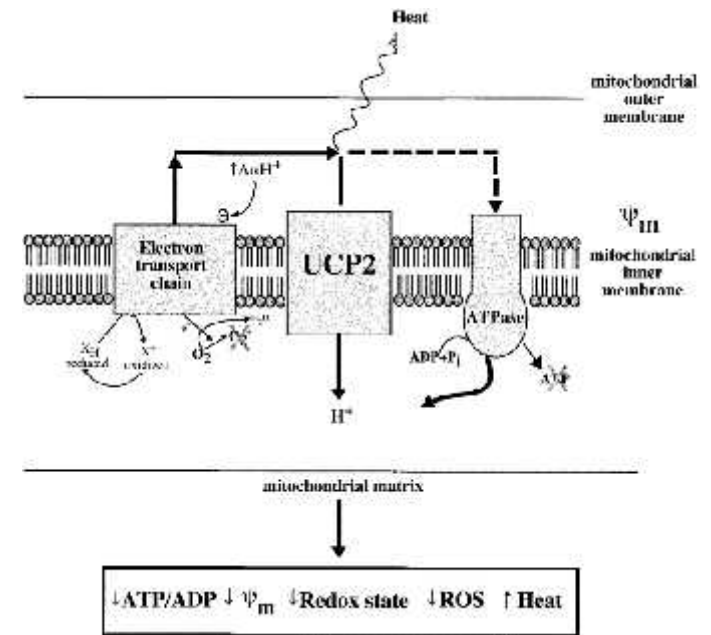 Heat
mitochondrial
outer
membrane
Ψm
mitochondrial
inner
membrane
Electron
transport
chain
UCP2
ATPase
reduced
O2
ADP+Pi
H+
mitochondrial matrix
↓ATP/ADP ↓Ψm ↓Redox state ↓ROS ↑Heat